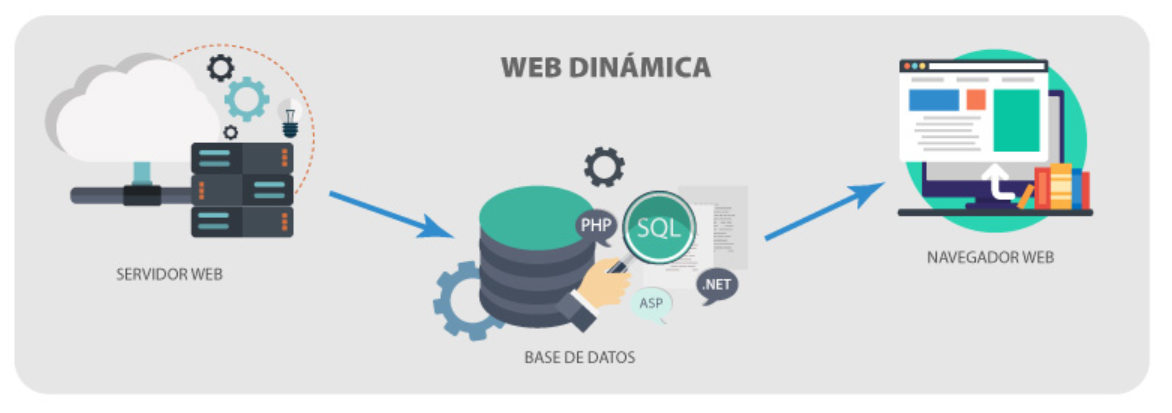 WEB DINÁMICA
SERVIDOR WEB
PHP
SQL
.NET
ASP
BASE DE DATOS
NAVEGADOR WEB